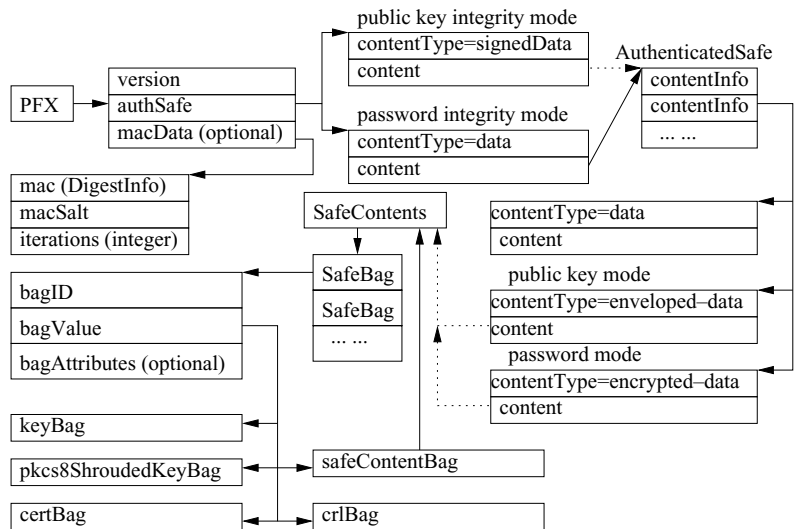 public key integrity mode
contentType=signedData
content
AuthenticatedSafe
contentInfo
contentInfo
... ...
PFX
version
authSafe
macData (optional)
password integrity mode
contentType=data
content
mac (DigestInfo)
macSalt
iterations (integer)
SafeContents
SafeBag
SafeBag
... ...
contentType=data
content
public key mode
contentType=enveloped–data
content
password mode
contentType=encrypted–data
content
bagID
bagValue
bagAttributes (optional)
keyBag
pkcs8ShroudedKeyBag
safeContentBag
certBag
crlBag